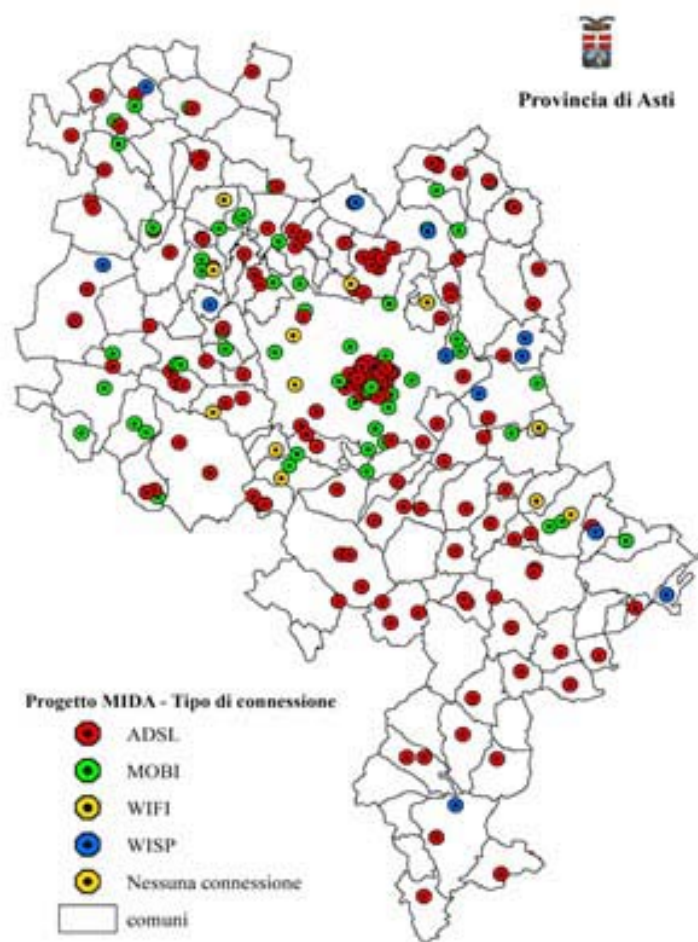 Provincia di Asti
Progetto MIDA - Tipo di connessione
ADSL
MOBI
WIFI
WISP
Nessuna connessione
comuni